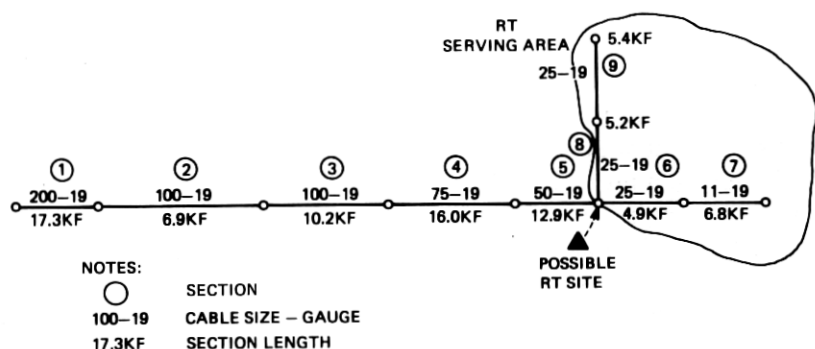 RT
SERVING AREA
5.4KF
25–19
9
5.2KF
8
1
2
3
4
5
25–19
6
7
200–19
100–19
100–19
75–19
50–19
25–19
11–19
17.3KF
6.9KF
10.2KF
16.0KF
12.9KF
4.9KF
6.8KF
POSSIBLE
RT SITE
NOTES:
SECTION
100–19 CABLE SIZE – GAUGE
17.3KF SECTION LENGTH